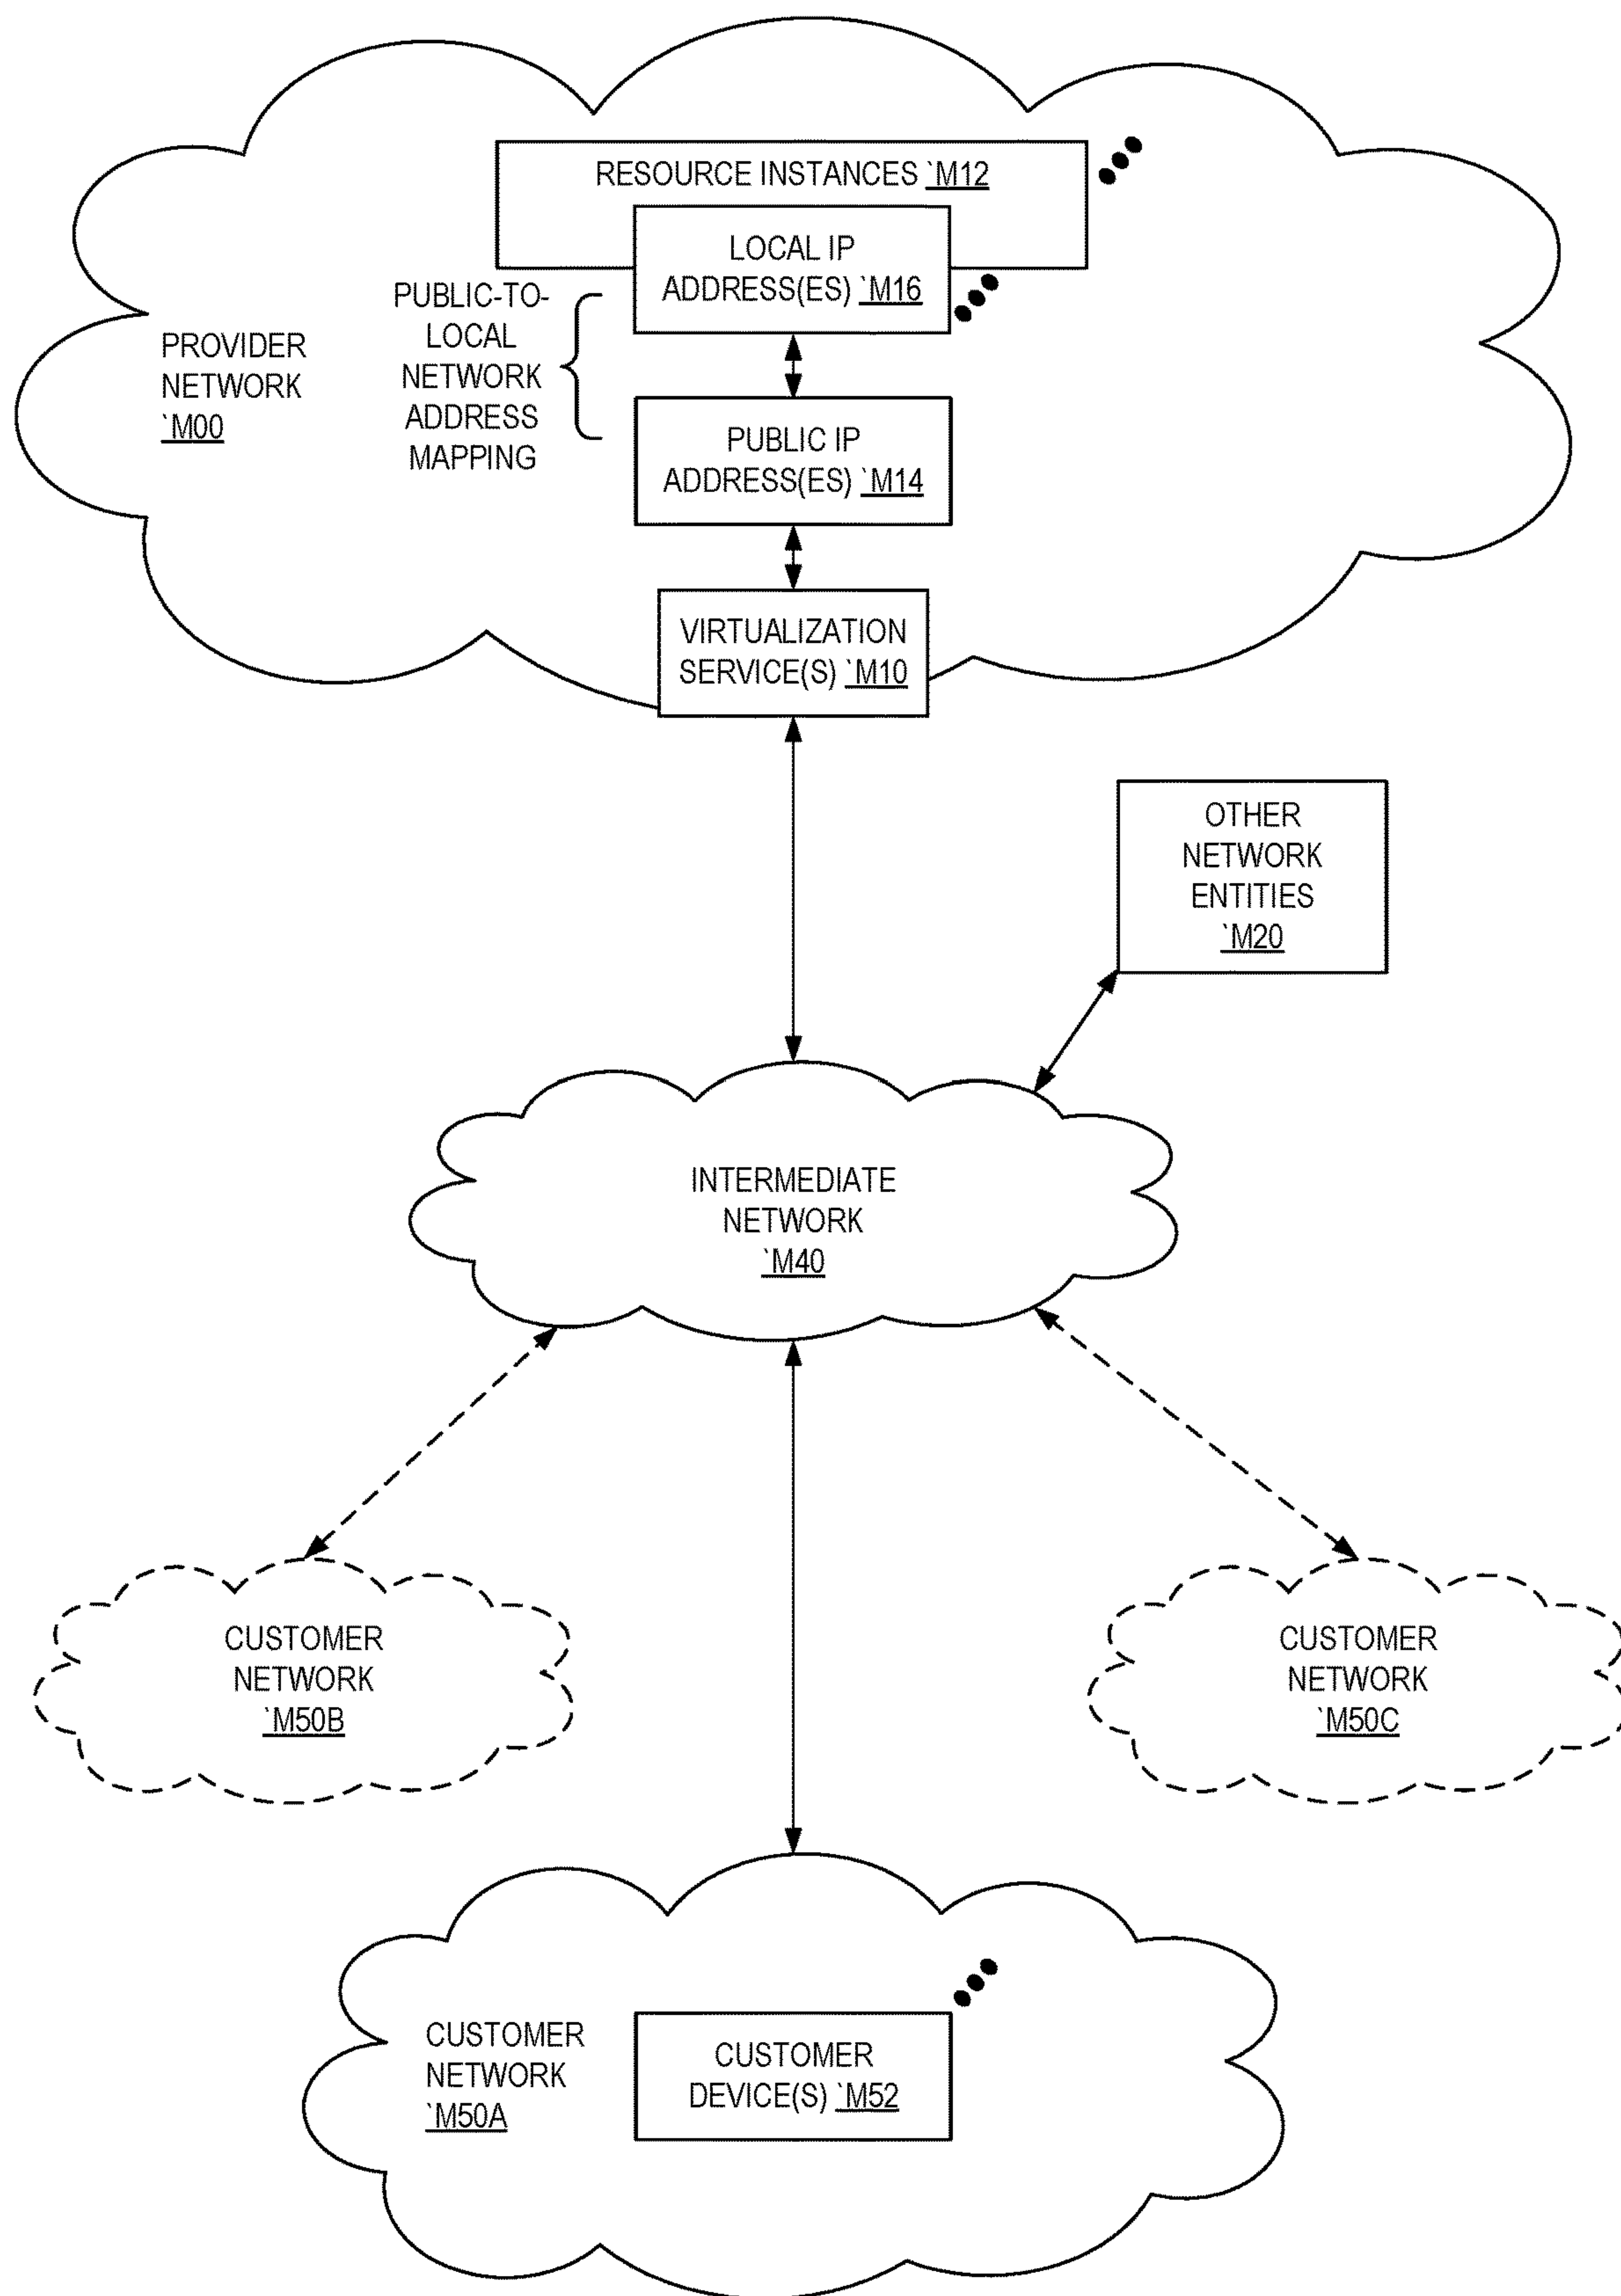 RESOURCE INSTANCES `M12
LOCAL IP
ADDRESS(ES) `M16
PUBLIC-TO-
LOCAL
NETWORK
ADDRESS
MAPPING
PROVIDER
NETWORK
`M00
PUBLIC IP
ADDRESS(ES) `M14
VIRTUALIZATION
SERVICE(S) `M10
OTHER
NETWORK
ENTITIES
`M20
INTERMEDIATE
NETWORK
`M40
CUSTOMER
NETWORK
`M50B
CUSTOMER
NETWORK
`M50C
CUSTOMER
NETWORK
`M50A
CUSTOMER
DEVICE(S) `M52